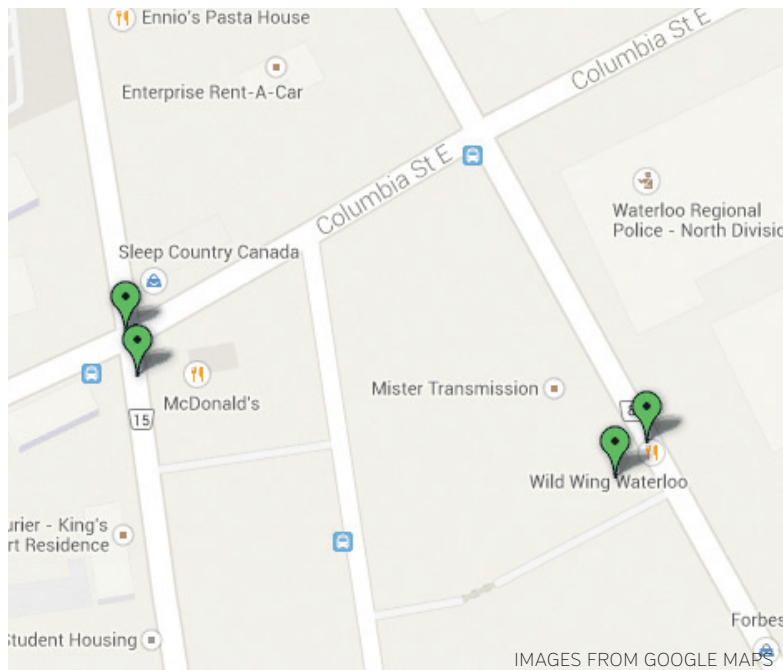 Ennio's Pasta House
Enterprise Rent-A-Car
Columbia St E
Columbia St E
Waterloo Regional
Police - North Divisic
Sleep Country Canada
McDonald's
15
Mister Transmission
Wild Wing Waterloo
urier - King's
rt Residence
Student Housing
Forbes
IMAGES FROM GOOGLE MAPS